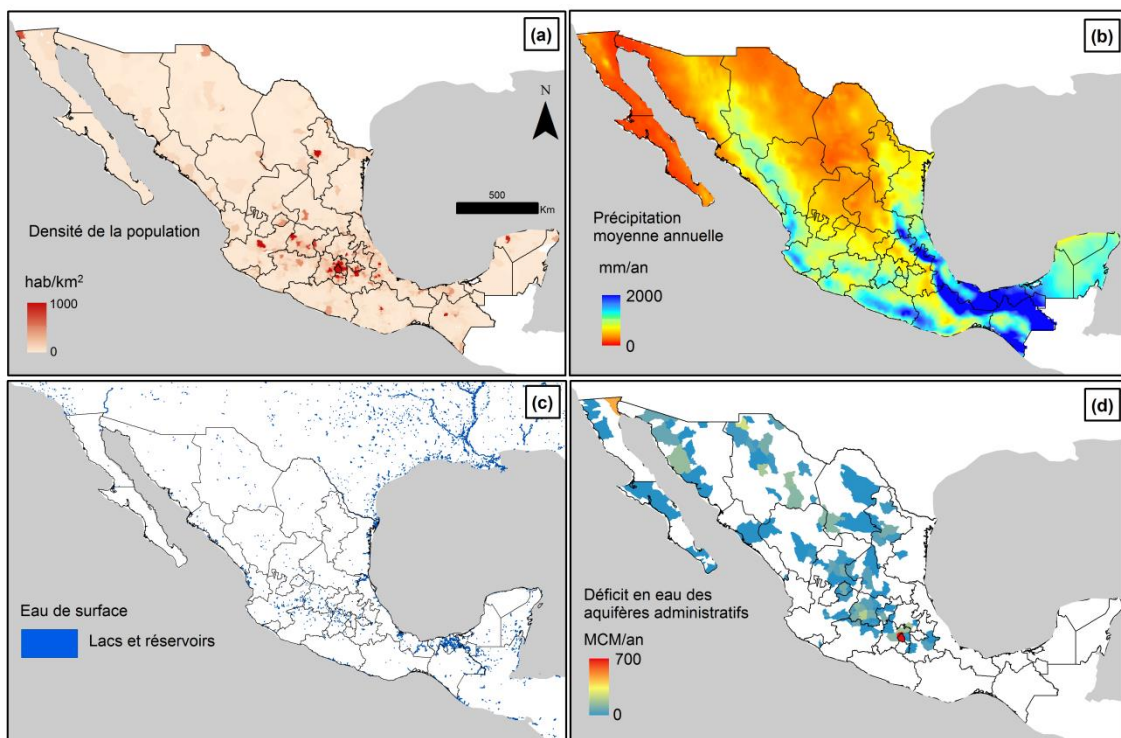 (a)
N
500
Km
Densité de la population
hab/km²
1000
0
(b)
Précipitation
moyenne annuelle
mm/an
2000
0
(c)
Eau de surface
Lacs et réservoirs
(d)
Déficit en eau des
aquifères administratifs
MCM/an
700
0